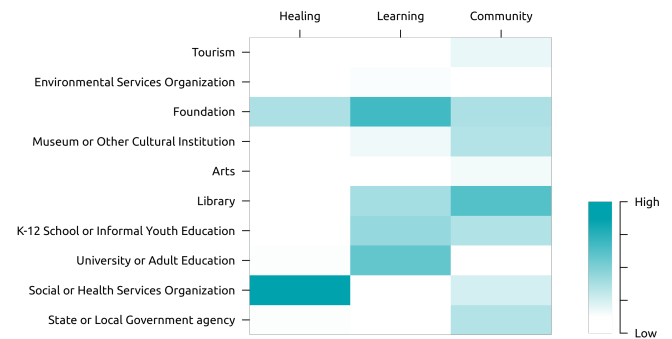 Healing Learning Community
Tourism
Environmental Services Organization
Foundation
Museum or Other Cultural Institution
Arts
Library
K-12 School or Informal Youth Education
University or Adult Education
Social or Health Services Organization
State or Local Government agency
High
Low